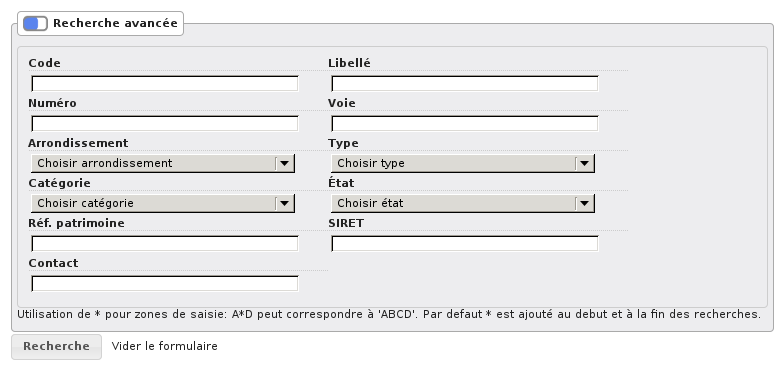 Recherche avancée
Code Libellé
Numéro Voie
Arrondissement Type
Choisir arrondissement Choisir type
Catégorie État
Choisir catégorie Choisir état
Réf. patrimoine SIRET
Contact
Utilisation de * pour zones de saisie: A*D peut correspondre à 'ABCD'. Par defaut * est ajouté au debut et à la fin des recherches.
Recherche Vider le formulaire